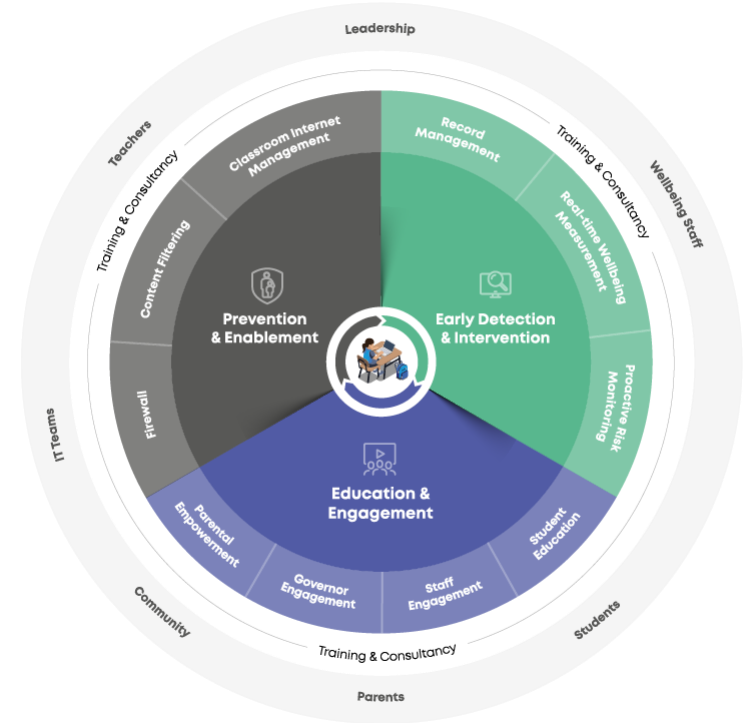 Leadership
Teachers
Wellbeing Staff
IT Teams
Community
Students
Parents
Training & Consultancy
Training & Consultancy
Training & Consultancy
Classroom Internet
Management
Content Filtering
Firewall
Prevention
& Enablement
Record
Management
Real-time Wellbeing
Measurement
Proactive Risk
Monitoring
Early Detection
& Intervention
Education &
Engagement
Parental
Empowerment
Governor
Engagement
Staff
Engagement
Student
Education